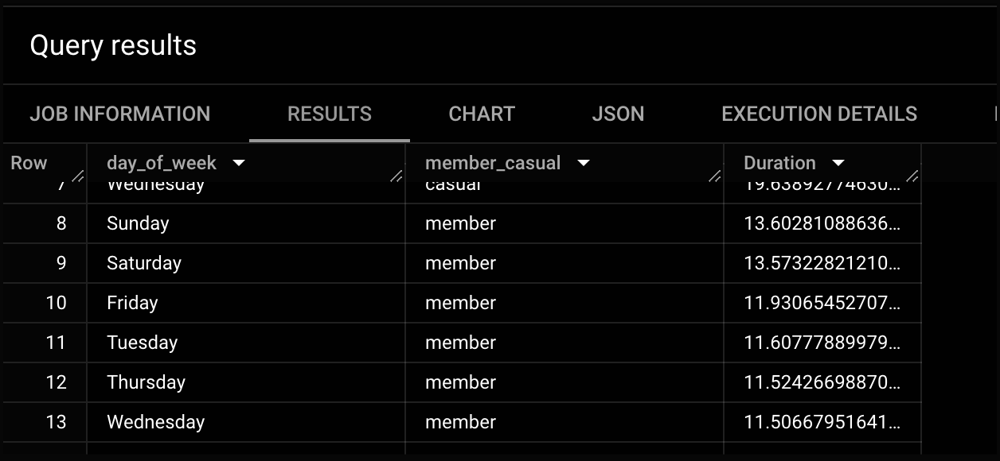 Query results
JOB INFORMATION RESULTS CHART JSON EXECUTION DETAILS
Row day_of_week member_casual Duration
7 Wednesday casual 19.63892774630...
8 Sunday member 13.60281088636...
9 Saturday member 13.57322821210...
10 Friday member 11.93065452707...
11 Tuesday member 11.60777889979...
12 Thursday member 11.52426698870...
13 Wednesday member 11.50667951641...